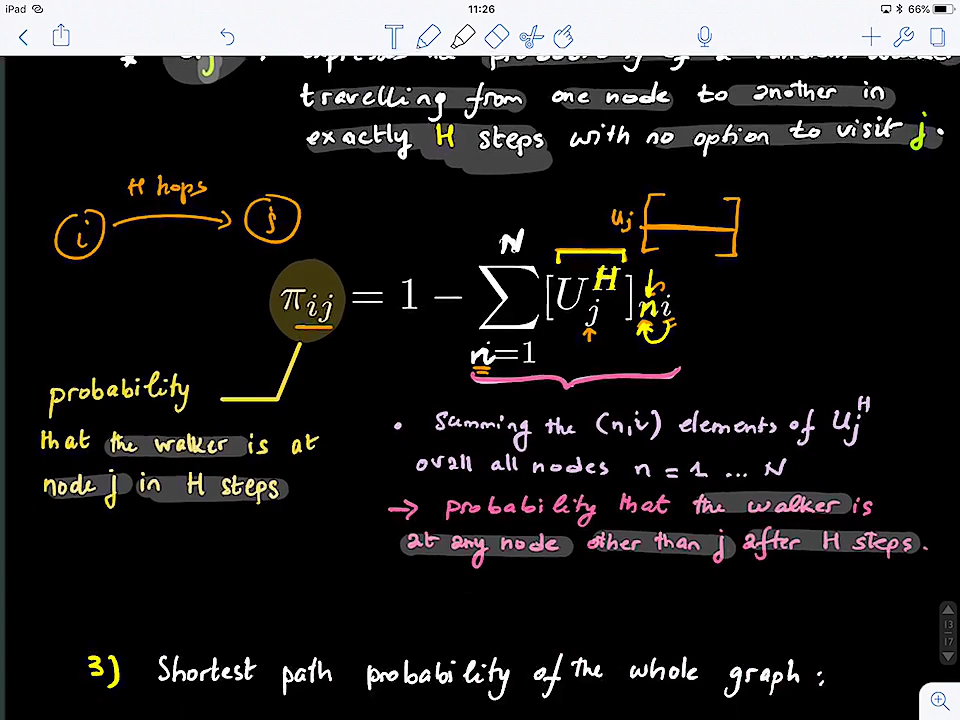 iPad 11:26 66%
travelling from one node to another in
exactly H steps with no option to visit j.
H hops
i j
uj
πij = 1 − ∑ [Uj^H]ni
N
n=1
probability
that the walker is at
node j in H steps
• Summing the (n,i) elements of Uj^H
overall all nodes n = 1 ... N
→ probability that the walker is
at any node other than j after H steps.
3) Shortest path probability of the whole graph:
13
17